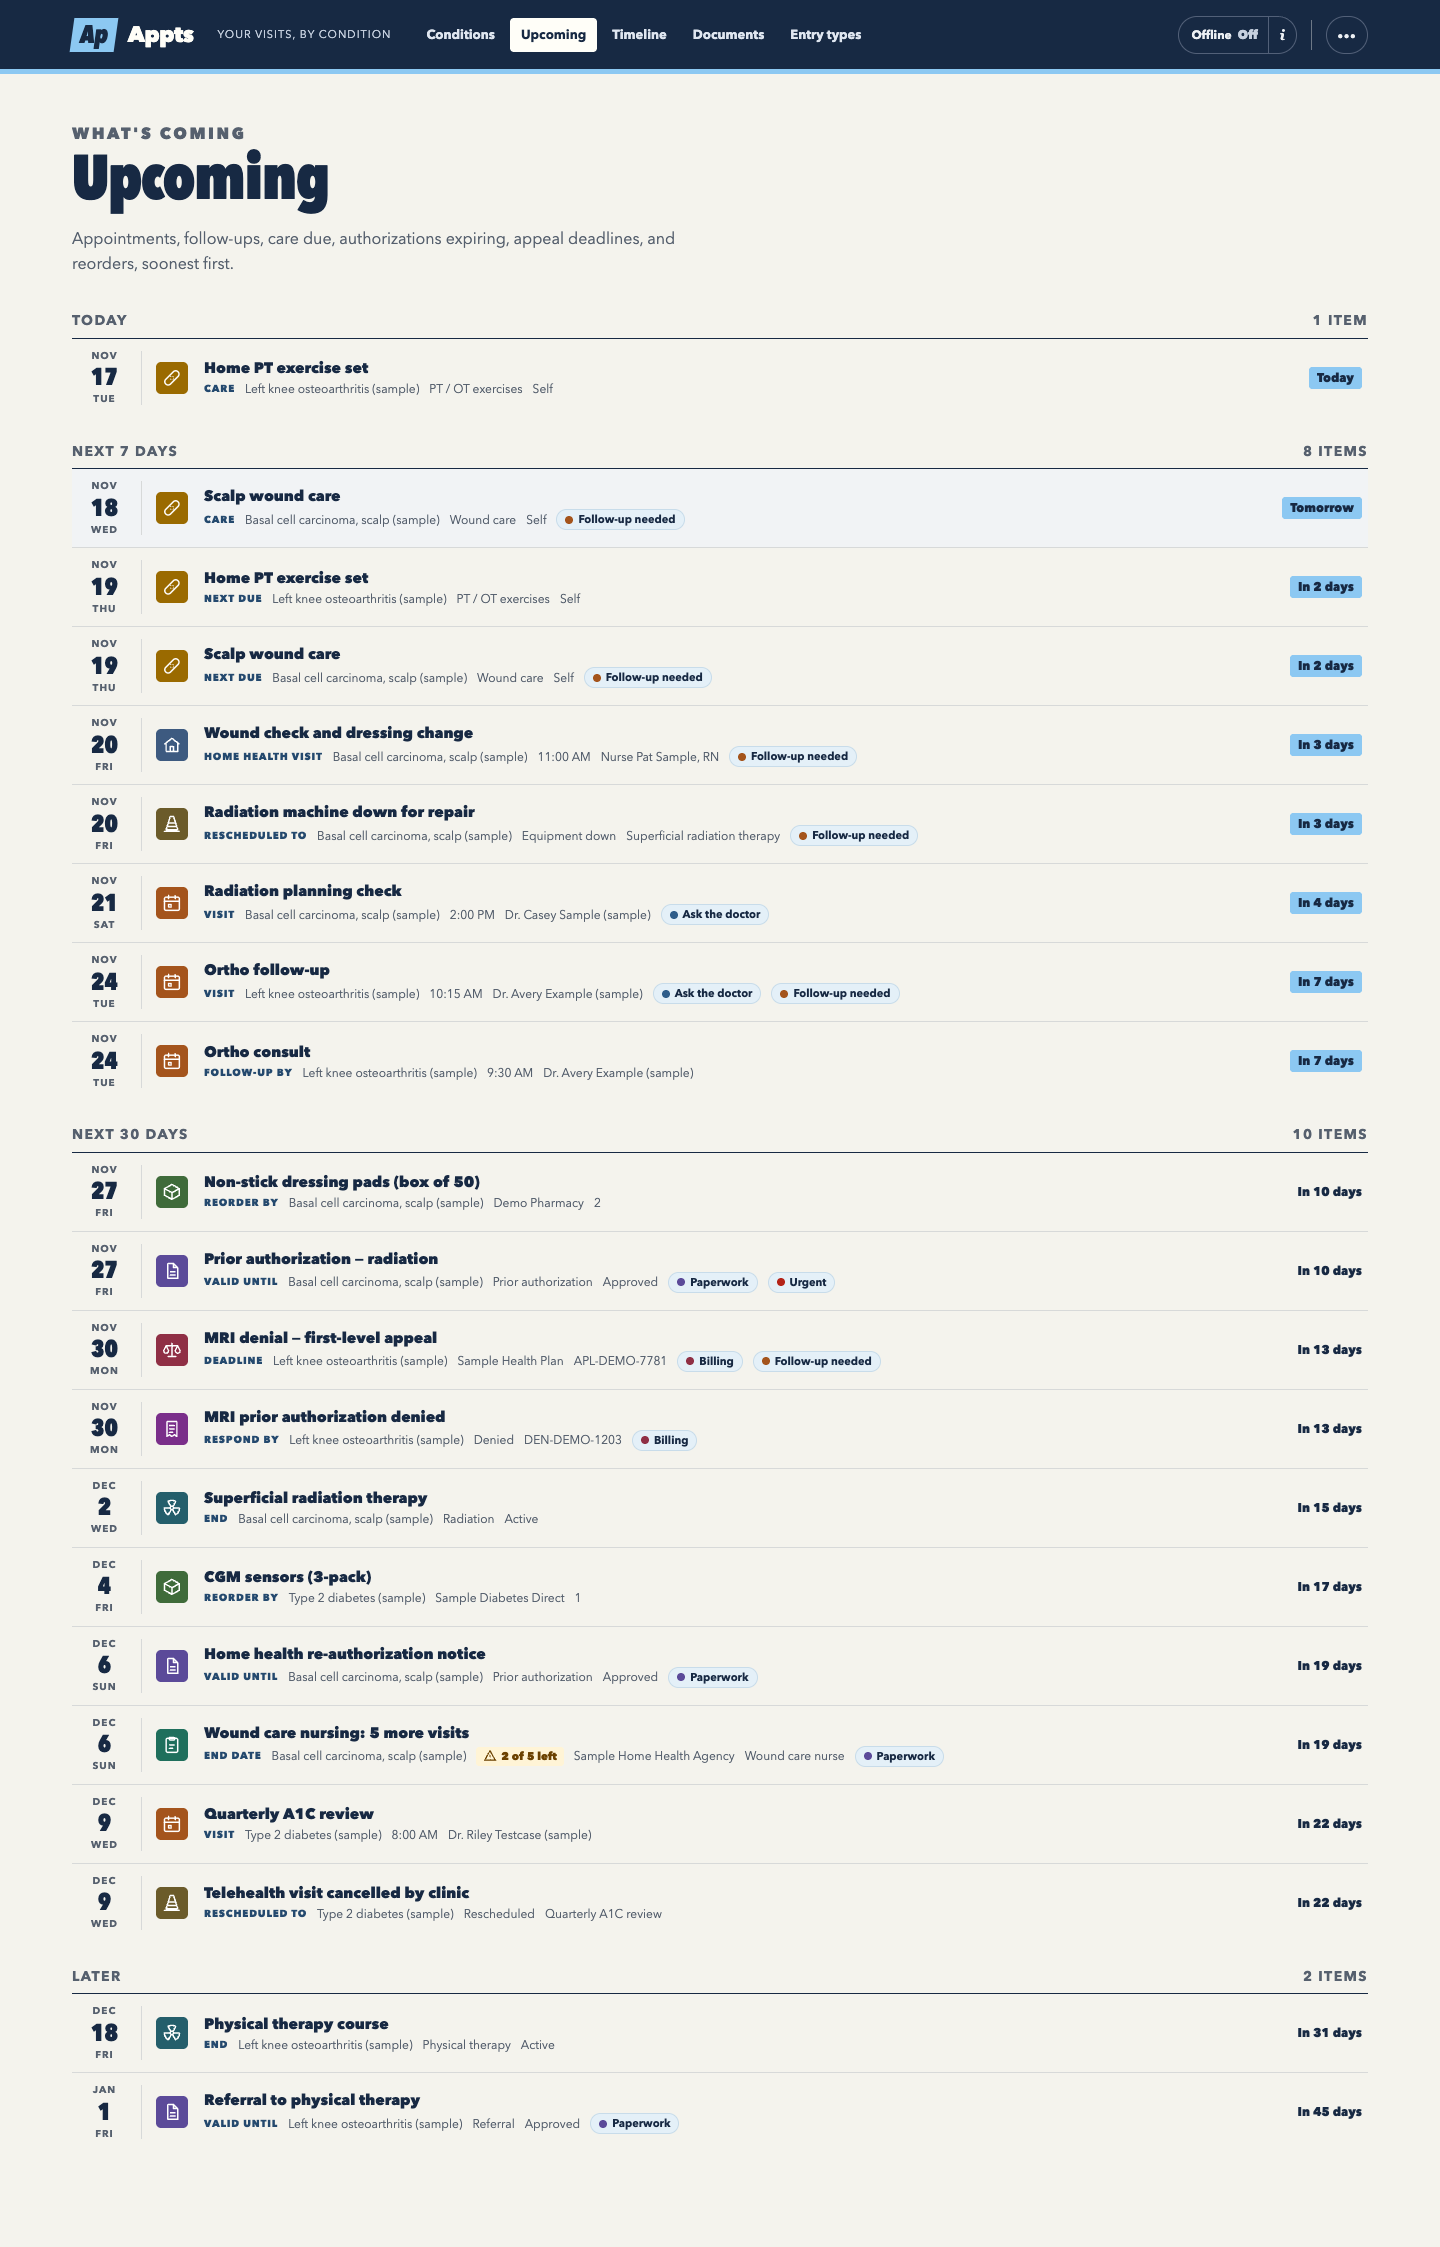 Ap Appts YOUR VISITS, BY CONDITION Conditions Upcoming Timeline Documents Entry types Offline Off i
WHAT'S COMING
Upcoming
Appointments, follow-ups, care due, authorizations expiring, appeal deadlines, and
reorders, soonest first.
TODAY 1 ITEM
NOV
17
TUE
Home PT exercise set
CARE Left knee osteoarthritis (sample) PT / OT exercises Self
Today
NEXT 7 DAYS 8 ITEMS
NOV
18
WED
Scalp wound care
CARE Basal cell carcinoma, scalp (sample) Wound care Self Follow-up needed
Tomorrow
NOV
19
THU
Home PT exercise set
NEXT DUE Left knee osteoarthritis (sample) PT / OT exercises Self
In 2 days
NOV
19
THU
Scalp wound care
NEXT DUE Basal cell carcinoma, scalp (sample) Wound care Self Follow-up needed
In 2 days
NOV
20
FRI
Wound check and dressing change
HOME HEALTH VISIT Basal cell carcinoma, scalp (sample) 11:00 AM Nurse Pat Sample, RN Follow-up needed
In 3 days
NOV
20
FRI
Radiation machine down for repair
RESCHEDULED TO Basal cell carcinoma, scalp (sample) Equipment down Superficial radiation therapy Follow-up needed
In 3 days
NOV
21
SAT
Radiation planning check
VISIT Basal cell carcinoma, scalp (sample) 2:00 PM Dr. Casey Sample (sample) Ask the doctor
In 4 days
NOV
24
TUE
Ortho follow-up
VISIT Left knee osteoarthritis (sample) 10:15 AM Dr. Avery Example (sample) Ask the doctor Follow-up needed
In 7 days
NOV
24
TUE
Ortho consult
FOLLOW-UP BY Left knee osteoarthritis (sample) 9:30 AM Dr. Avery Example (sample)
In 7 days
NEXT 30 DAYS 10 ITEMS
NOV
27
FRI
Non-stick dressing pads (box of 50)
REORDER BY Basal cell carcinoma, scalp (sample) Demo Pharmacy 2
In 10 days
NOV
27
FRI
Prior authorization – radiation
VALID UNTIL Basal cell carcinoma, scalp (sample) Prior authorization Approved Paperwork Urgent
In 10 days
NOV
30
MON
MRI denial – first-level appeal
DEADLINE Left knee osteoarthritis (sample) Sample Health Plan APL-DEMO-7781 Billing Follow-up needed
In 13 days
NOV
30
MON
MRI prior authorization denied
RESPOND BY Left knee osteoarthritis (sample) Denied DEN-DEMO-1203 Billing
In 13 days
DEC
2
WED
Superficial radiation therapy
END Basal cell carcinoma, scalp (sample) Radiation Active
In 15 days
DEC
4
FRI
CGM sensors (3-pack)
REORDER BY Type 2 diabetes (sample) Sample Diabetes Direct 1
In 17 days
DEC
6
SUN
Home health re-authorization notice
VALID UNTIL Basal cell carcinoma, scalp (sample) Prior authorization Approved Paperwork
In 19 days
DEC
6
SUN
Wound care nursing: 5 more visits
END DATE Basal cell carcinoma, scalp (sample) 2 of 5 left Sample Home Health Agency Wound care nurse Paperwork
In 19 days
DEC
9
WED
Quarterly A1C review
VISIT Type 2 diabetes (sample) 8:00 AM Dr. Riley Testcase (sample)
In 22 days
DEC
9
WED
Telehealth visit cancelled by clinic
RESCHEDULED TO Type 2 diabetes (sample) Rescheduled Quarterly A1C review
In 22 days
LATER 2 ITEMS
DEC
18
FRI
Physical therapy course
END Left knee osteoarthritis (sample) Physical therapy Active
In 31 days
JAN
1
FRI
Referral to physical therapy
VALID UNTIL Left knee osteoarthritis (sample) Referral Approved Paperwork
In 45 days